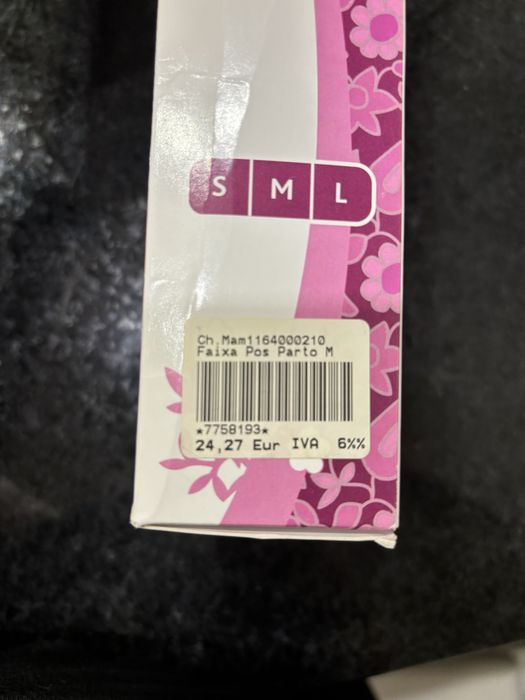 S M L
Ch.Mam1164000210
Faixa Pos Parto M
*7758193*
24,27 Eur IVA 6%%